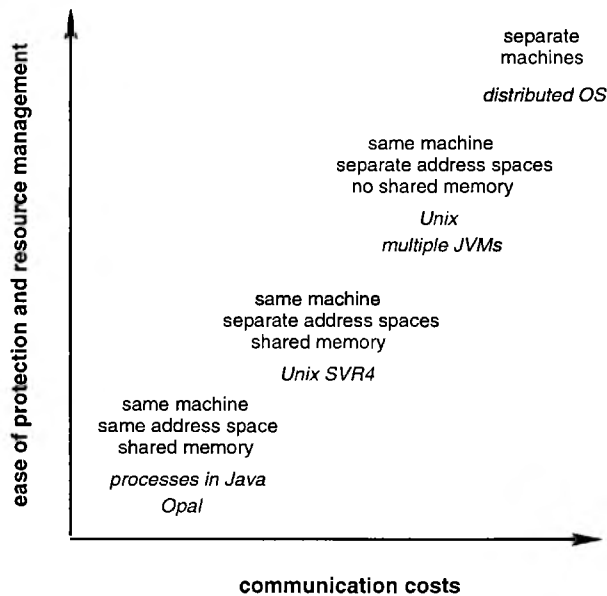 separate
machines
distributed OS
same machine
separate address spaces
no shared memory
Unix
multiple JVMs
same machine
separate address spaces
shared memory
Unix SVR4
same machine
same address space
shared memory
processes in Java
Opal
ease of protection and resource management
communication costs